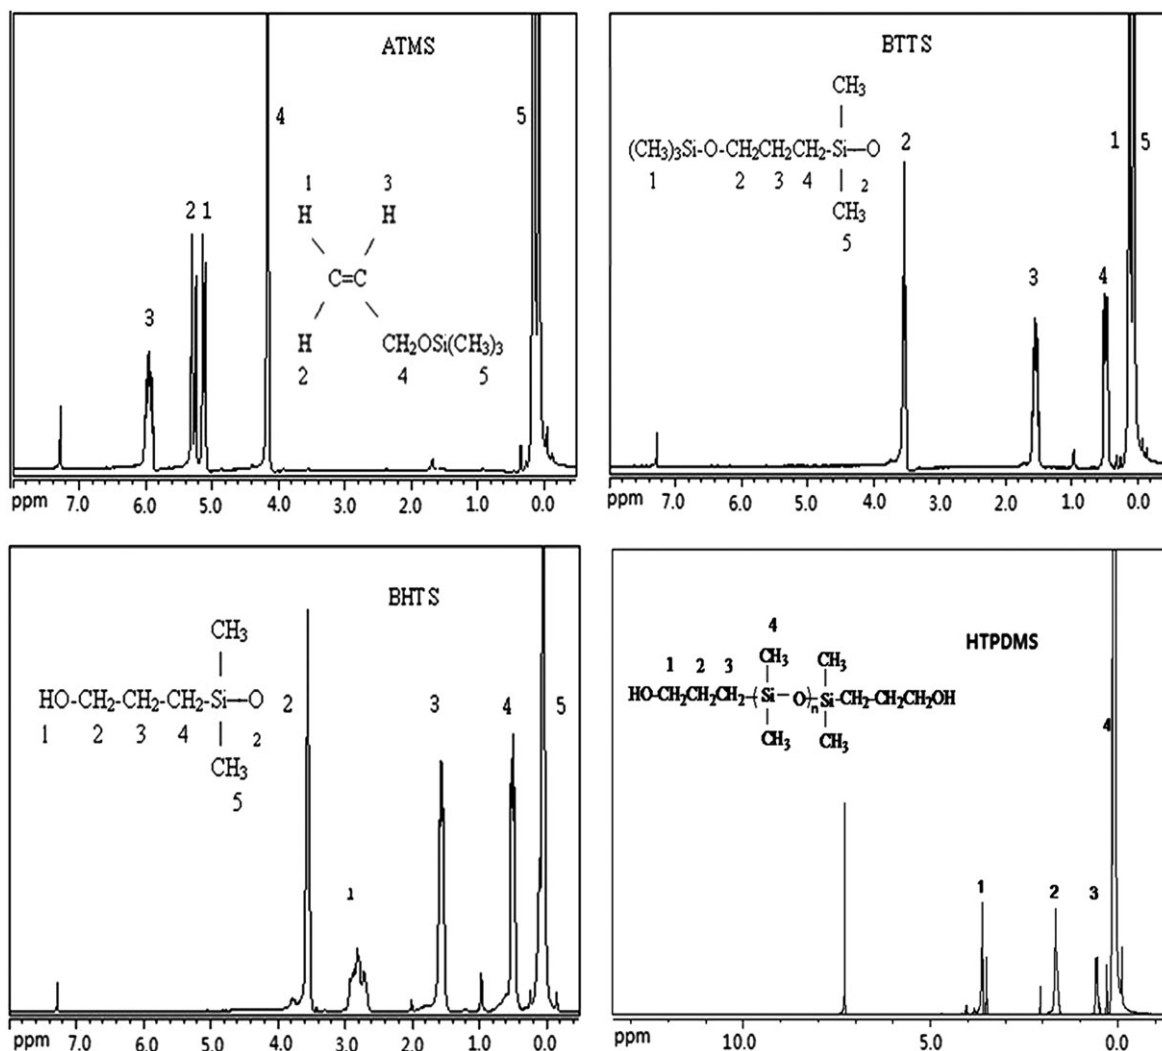 ATMS
4
5
1 3
H H
2 1
C=C
3
H CH₂OSi(CH₃)₃
2 4 5
ppm 7.0 6.0 5.0 4.0 3.0 2.0 1.0 0.0
BTTS
CH₃
2 1 5
(CH₃)₃Si-O-CH₂CH₂CH₂-Si-O
1 2 3 4 2
CH₃
5
3 4
ppm 7.0 6.0 5.0 4.0 3.0 2.0 1.0 0.0
BHTS
CH₃
HO-CH₂-CH₂-CH₂-Si-O 2 3 4 5
1 2 3 4 2
CH₃
5
1
ppm 7.0 6.0 5.0 4.0 3.0 2.0 1.0 0.0
4 HTPDMS
1 2 3 CH₃ CH₃
HO-CH₂CH₂CH₂-(Si-O)n Si-CH₂CH₂CH₂OH
CH₃ CH₃
4
1 2 3
ppm 10.0 5.0 0.0